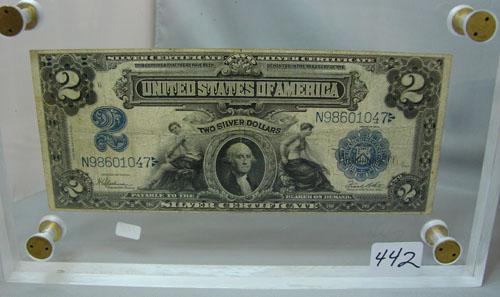 SILVER CERTIFICATE
2
UNITED STATES OF AMERICA
2
N98601047
TWO SILVER DOLLARS
N98601047
2
PAYABLE TO THE BEARER ON DEMAND
2
SILVER CERTIFICATE
442